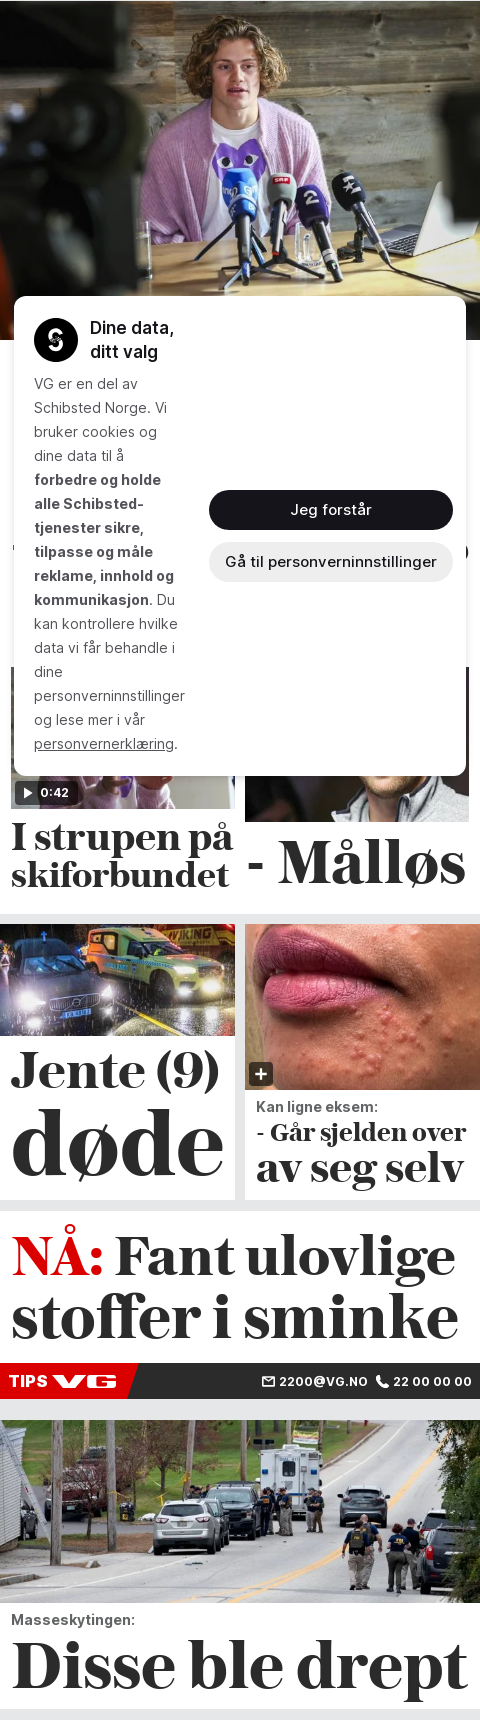 SRF
2
Dine data,
ditt valg
VG er en del av
Schibsted Norge. Vi
bruker cookies og
dine data til å
forbedre og holde
alle Schibsted-
tjenester sikre,
tilpasse og måle
reklame, innhold og
kommunikasjon. Du
kan kontrollere hvilke
data vi får behandle i
dine
personverninnstillinger
og lese mer i vår
personvernerklæring.
Jeg forstår
Gå til personverninnstillinger
0:42
I strupen på
skiforbundet
- Målløs
VIKING
Jente (9)
døde
Kan ligne eksem:
- Går sjelden over
av seg selv
NÅ: Fant ulovlige
stoffer i sminke
TIPS VG
2200@VG.NO 22 00 00 00
Masseskytingen:
Disse ble drept